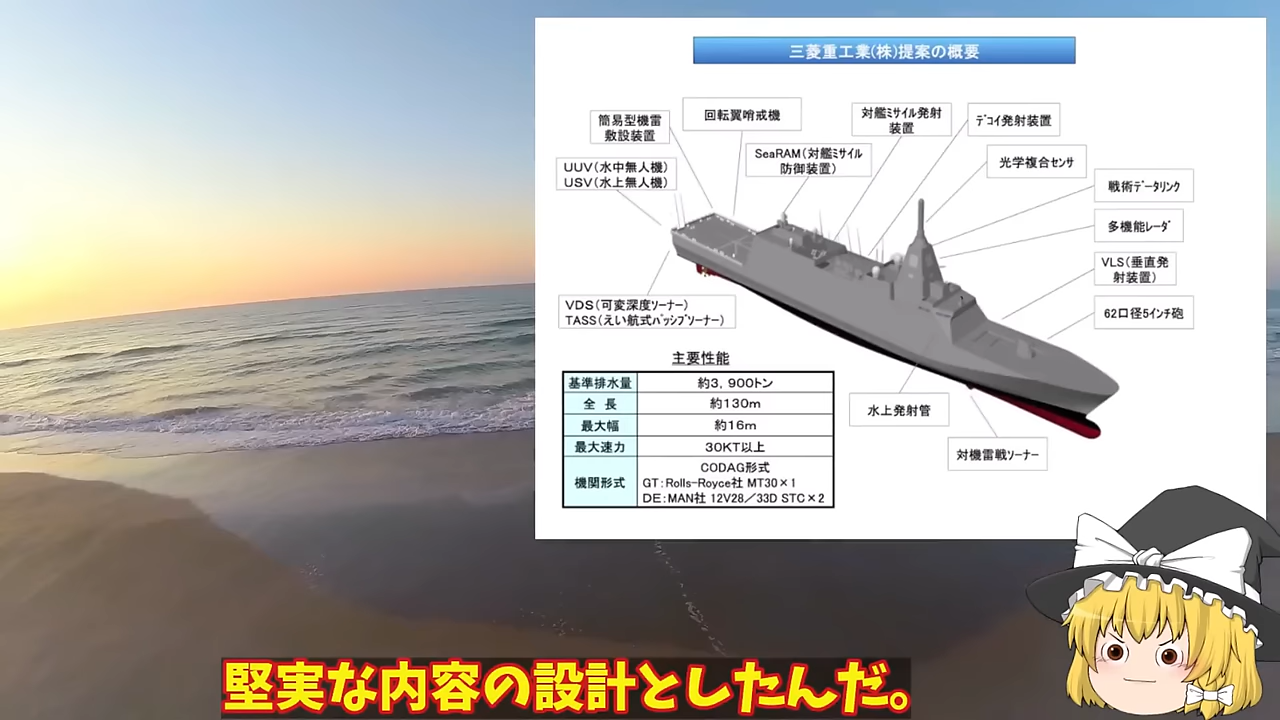 三菱重工業(株)提案の概要
簡易型機雷
敷設装置
回転翼哨戒機
対艦ﾐｻｲﾙ発射
装置
ﾃﾞｺｲ発射装置
UUV(水中無人機)
USV(水上無人機)
SeaRAM(対艦ﾐｻｲﾙ
防御装置)
光学複合ｾﾝｻ
戦術ﾃﾞｰﾀﾘﾝｸ
多機能ﾚｰﾀﾞ
VLS(垂直発
射装置)
62口径5ｲﾝﾁ砲
VDS(可変深度ｿｰﾅｰ)
TASS(えい航式ﾊﾟｯｼﾌﾞｿｰﾅｰ)
水上発射管
対機雷戦ｿｰﾅｰ
主要性能
基準排水量 約3，900トン
全 長 約130m
最大幅 約16m
最大速力 30KT以上
機関形式 CODAG形式
GT：Rolls-Royce社 MT30×1
DE：MAN社 12V28／33D STC×2
堅実な内容の設計としたんだ。